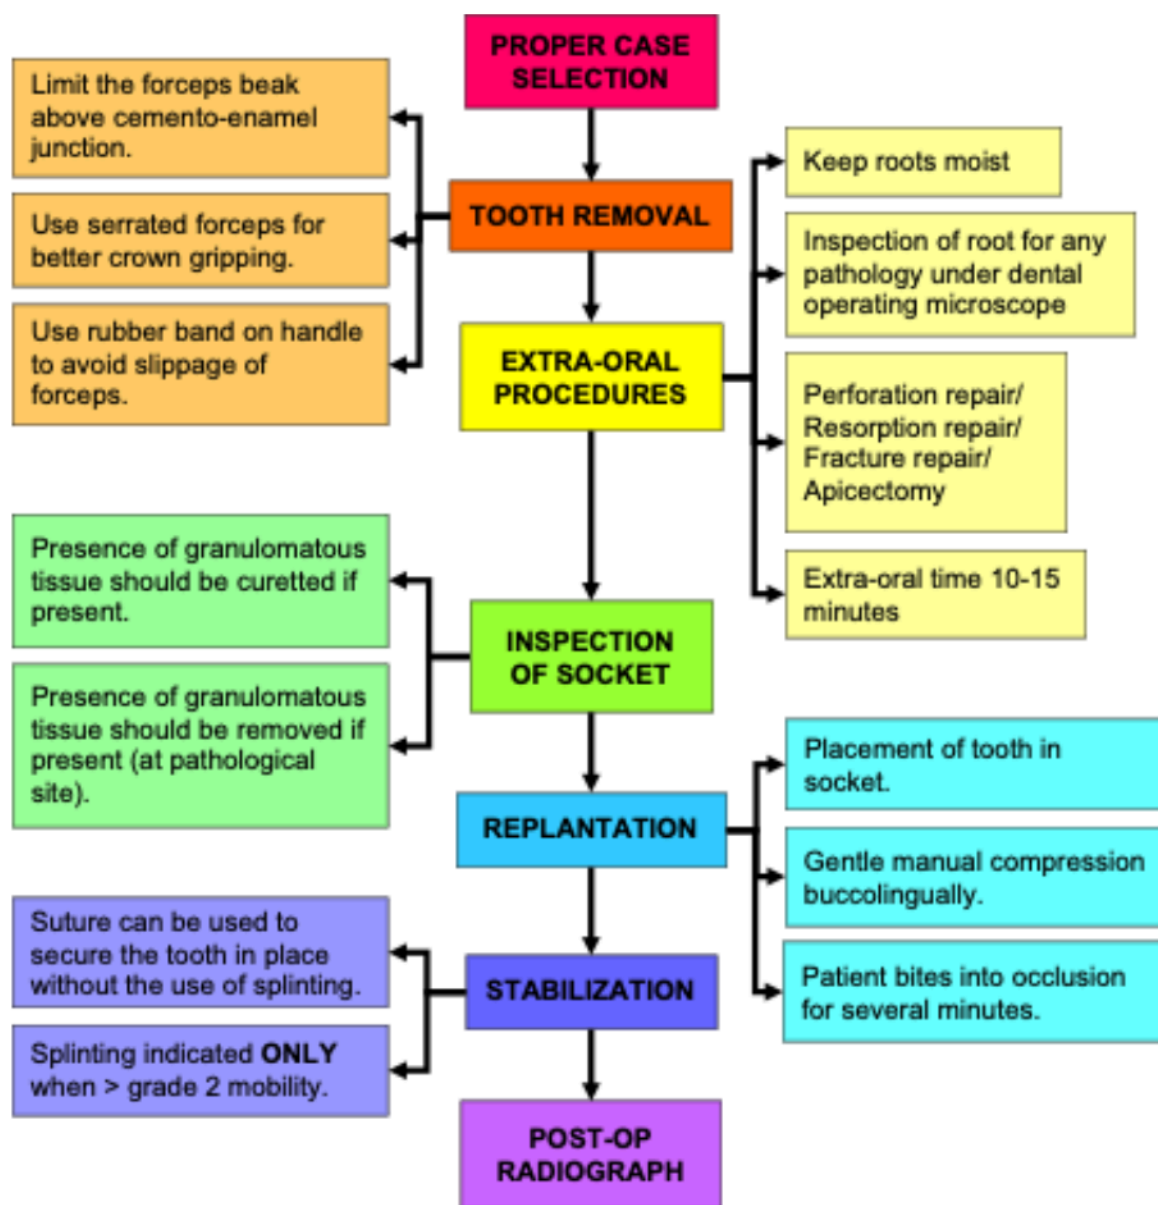 PROPER CASE
SELECTION
Limit the forceps beak
above cemento-enamel
junction.
Use serrated forceps for
better crown gripping.
Use rubber band on handle
to avoid slippage of
forceps.
TOOTH REMOVAL
EXTRA-ORAL
PROCEDURES
Keep roots moist
Inspection of root for any
pathology under dental
operating microscope
Perforation repair/
Resorption repair/
Fracture repair/
Apicectomy
Extra-oral time 10-15
minutes
Presence of granulomatous
tissue should be curetted if
present.
Presence of granulomatous
tissue should be removed if
present (at pathological
site).
INSPECTION
OF SOCKET
REPLANTATION
Placement of tooth in
socket.
Gentle manual compression
buccolingually.
Patient bites into occlusion
for several minutes.
Suture can be used to
secure the tooth in place
without the use of splinting.
Splinting indicated ONLY
when > grade 2 mobility.
STABILIZATION
POST-OP
RADIOGRAPH